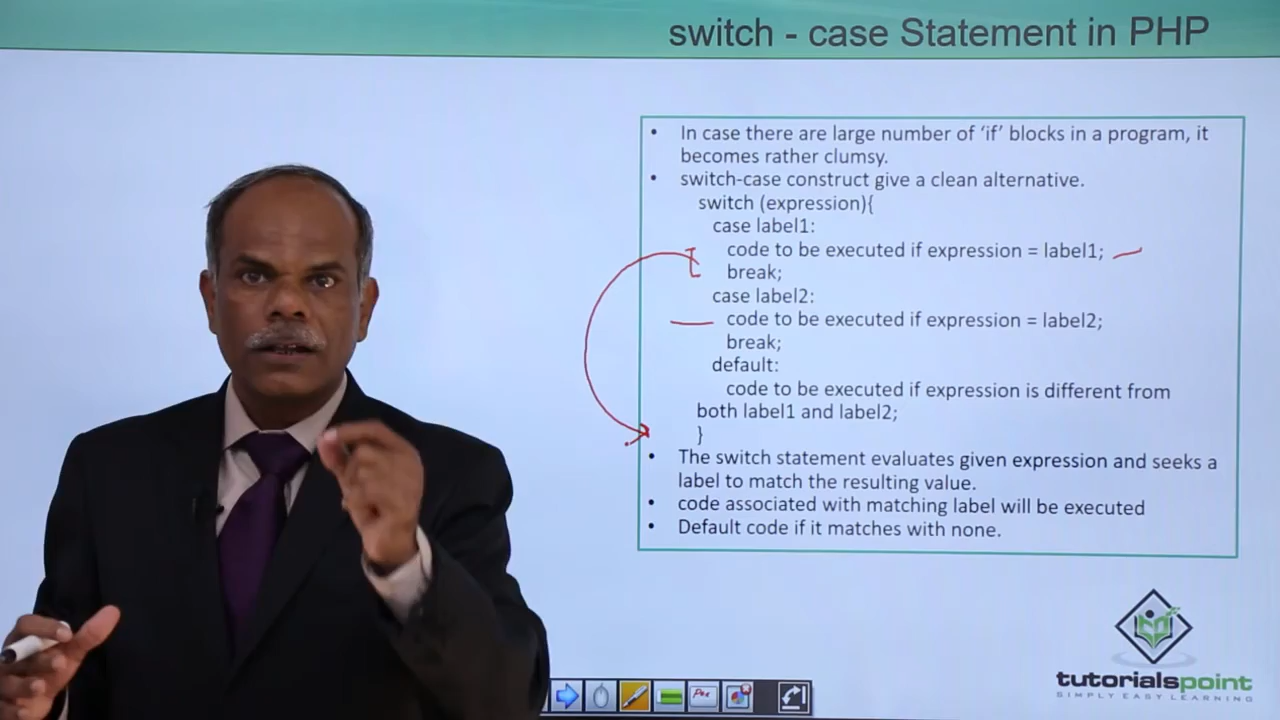 switch - case Statement in PHP
• In case there are large number of ‘if’ blocks in a program, it
becomes rather clumsy.
• switch-case construct give a clean alternative.
switch (expression){
case label1:
code to be executed if expression = label1;
break;
case label2:
code to be executed if expression = label2;
break;
default:
code to be executed if expression is different from
both label1 and label2;
}
• The switch statement evaluates given expression and seeks a
label to match the resulting value.
• code associated with matching label will be executed
• Default code if it matches with none.
tutorialspoint
SIMPLY EASY LEARNING
Pen